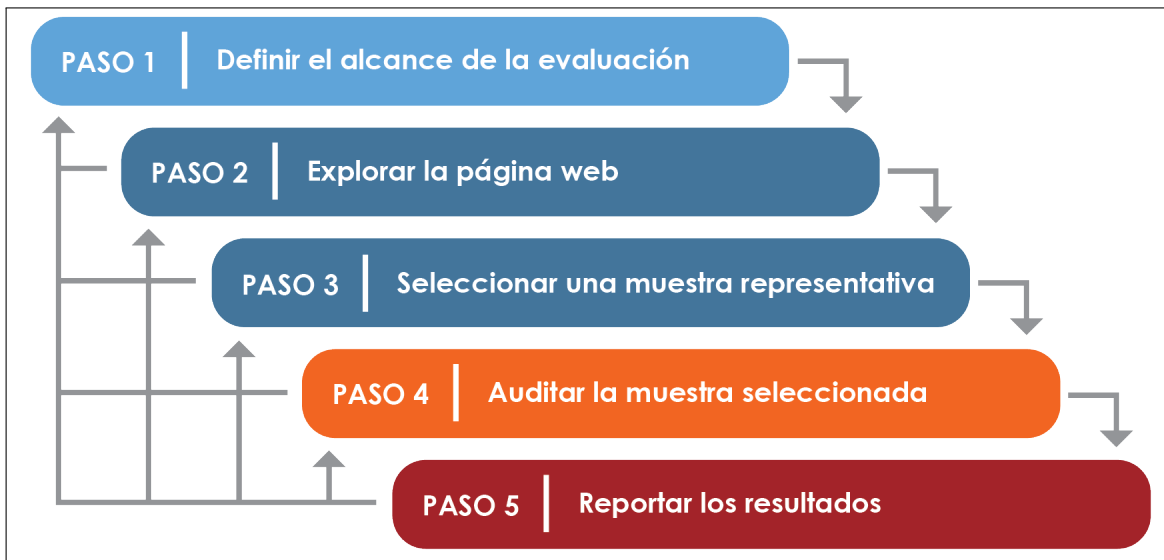 PASO 1 Definir el alcance de la evaluación
PASO 2 Explorar la página web
PASO 3 Seleccionar una muestra representativa
PASO 4 Auditar la muestra seleccionada
PASO 5 Reportar los resultados